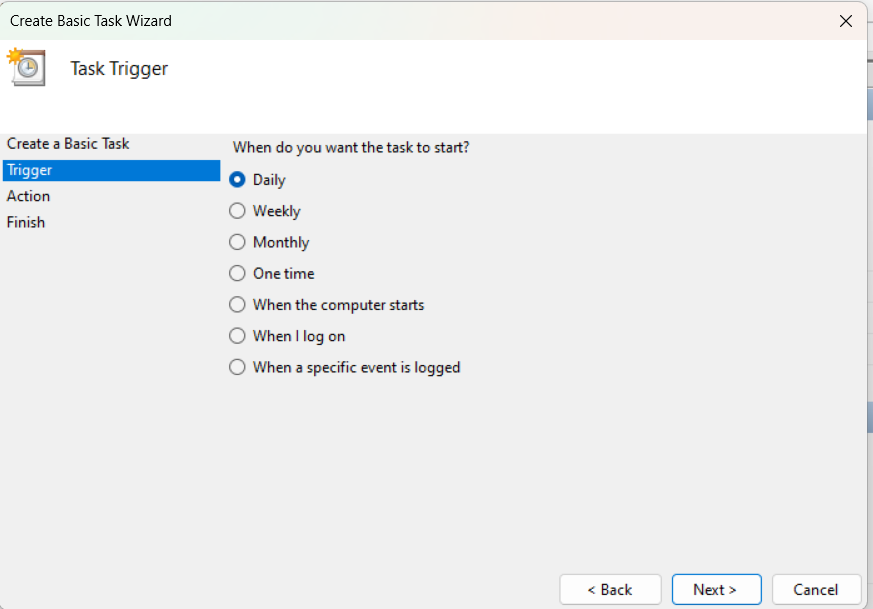 Create Basic Task Wizard
Task Trigger
Create a Basic Task
Trigger
Action
Finish
When do you want the task to start?
Daily
Weekly
Monthly
One time
When the computer starts
When I log on
When a specific event is logged
< Back
Next >
Cancel